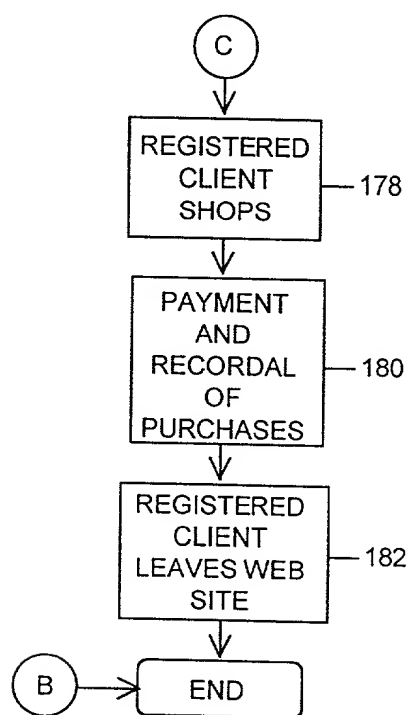 C
REGISTERED
CLIENT
SHOPS
178
PAYMENT
AND
RECORDAL
OF
PURCHASES
180
REGISTERED
CLIENT
LEAVES WEB
SITE
182
B
END